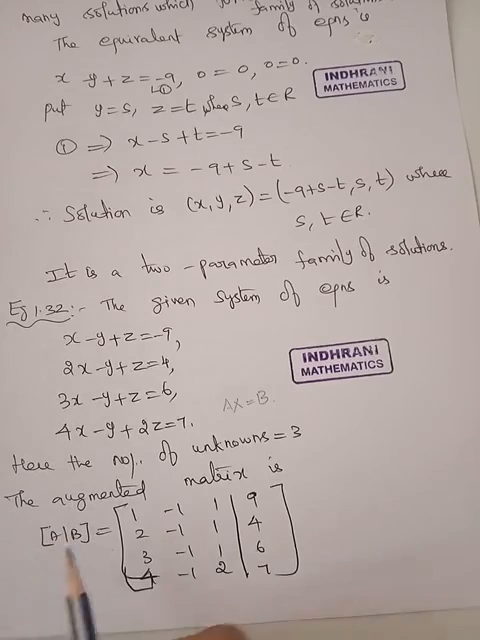 many solutions which family of
The equivalent system of eqns is
x y+z=-9, 0=0, 0=0.
①
put y=s, z=t where s, t∈R
INDHRANI
MATHEMATICS
① ⇒ x-s+t=-9
⇒ x = -9+s-t
∴ Solution is (x,y,z)=(-9+s-t, s, t) where
s, t ∈R.
It is a two-parameter family of solutions.
Eg 1.32:- The given system of eqns is
x-y+z=-9,
2x-y+z=4,
3x-y+z=6,
4x-y+2z=7.
INDHRANI
MATHEMATICS
AX=B.
Here the no/. of unknowns=3
The augmented matrix is
[A|B] = [1 -1 1 | 9
2 -1 1 | 4
3 -1 1 | 6
4 -1 2 | 7]